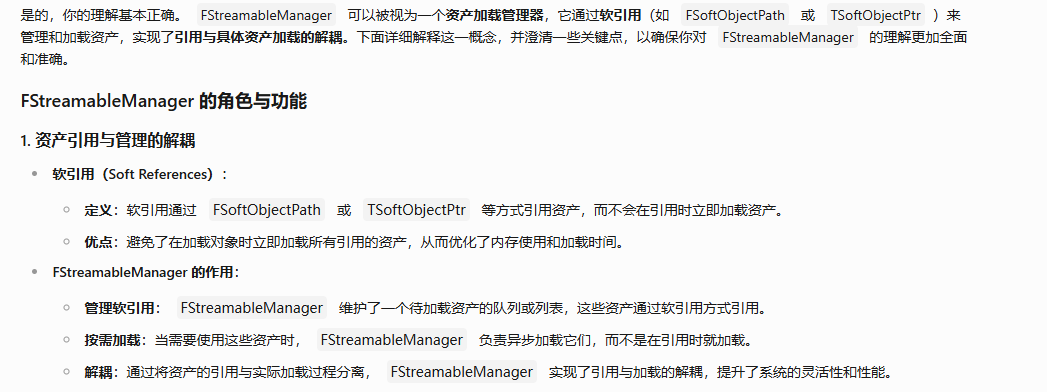 是的，你的理解基本正确。 FStreamableManager 可以被视为一个资产加载管理器，它通过软引用（如 FSoftObjectPath 或 TSoftObjectPtr ）来
管理和加载资产，实现了引用与具体资产加载的解耦。下面详细解释这一概念，并澄清一些关键点，以确保你对 FStreamableManager 的理解更加全面
和准确。
FStreamableManager 的角色与功能
1. 资产引用与管理的解耦
• 软引用（Soft References）：
◦ 定义：软引用通过 FSoftObjectPath 或 TSoftObjectPtr 等方式引用资产，而不会在引用时立即加载资产。
◦ 优点：避免了在加载对象时立即加载所有引用的资产，从而优化了内存使用和加载时间。
• FStreamableManager 的作用：
◦ 管理软引用： FStreamableManager 维护了一个待加载资产的队列或列表，这些资产通过软引用方式引用。
◦ 按需加载：当需要使用这些资产时， FStreamableManager 负责异步加载它们，而不是在引用时就加载。
◦ 解耦：通过将资产的引用与实际加载过程分离， FStreamableManager 实现了引用与加载的解耦，提升了系统的灵活性和性能。